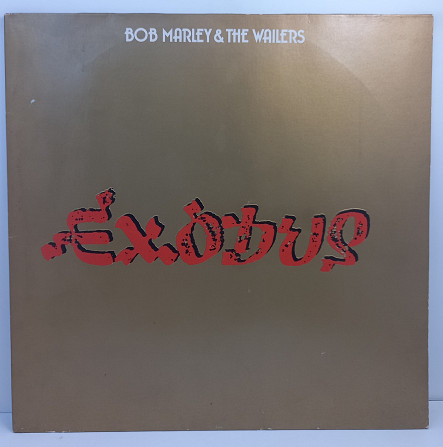 BOB MARLEY & THE WAILERS
EXODUS